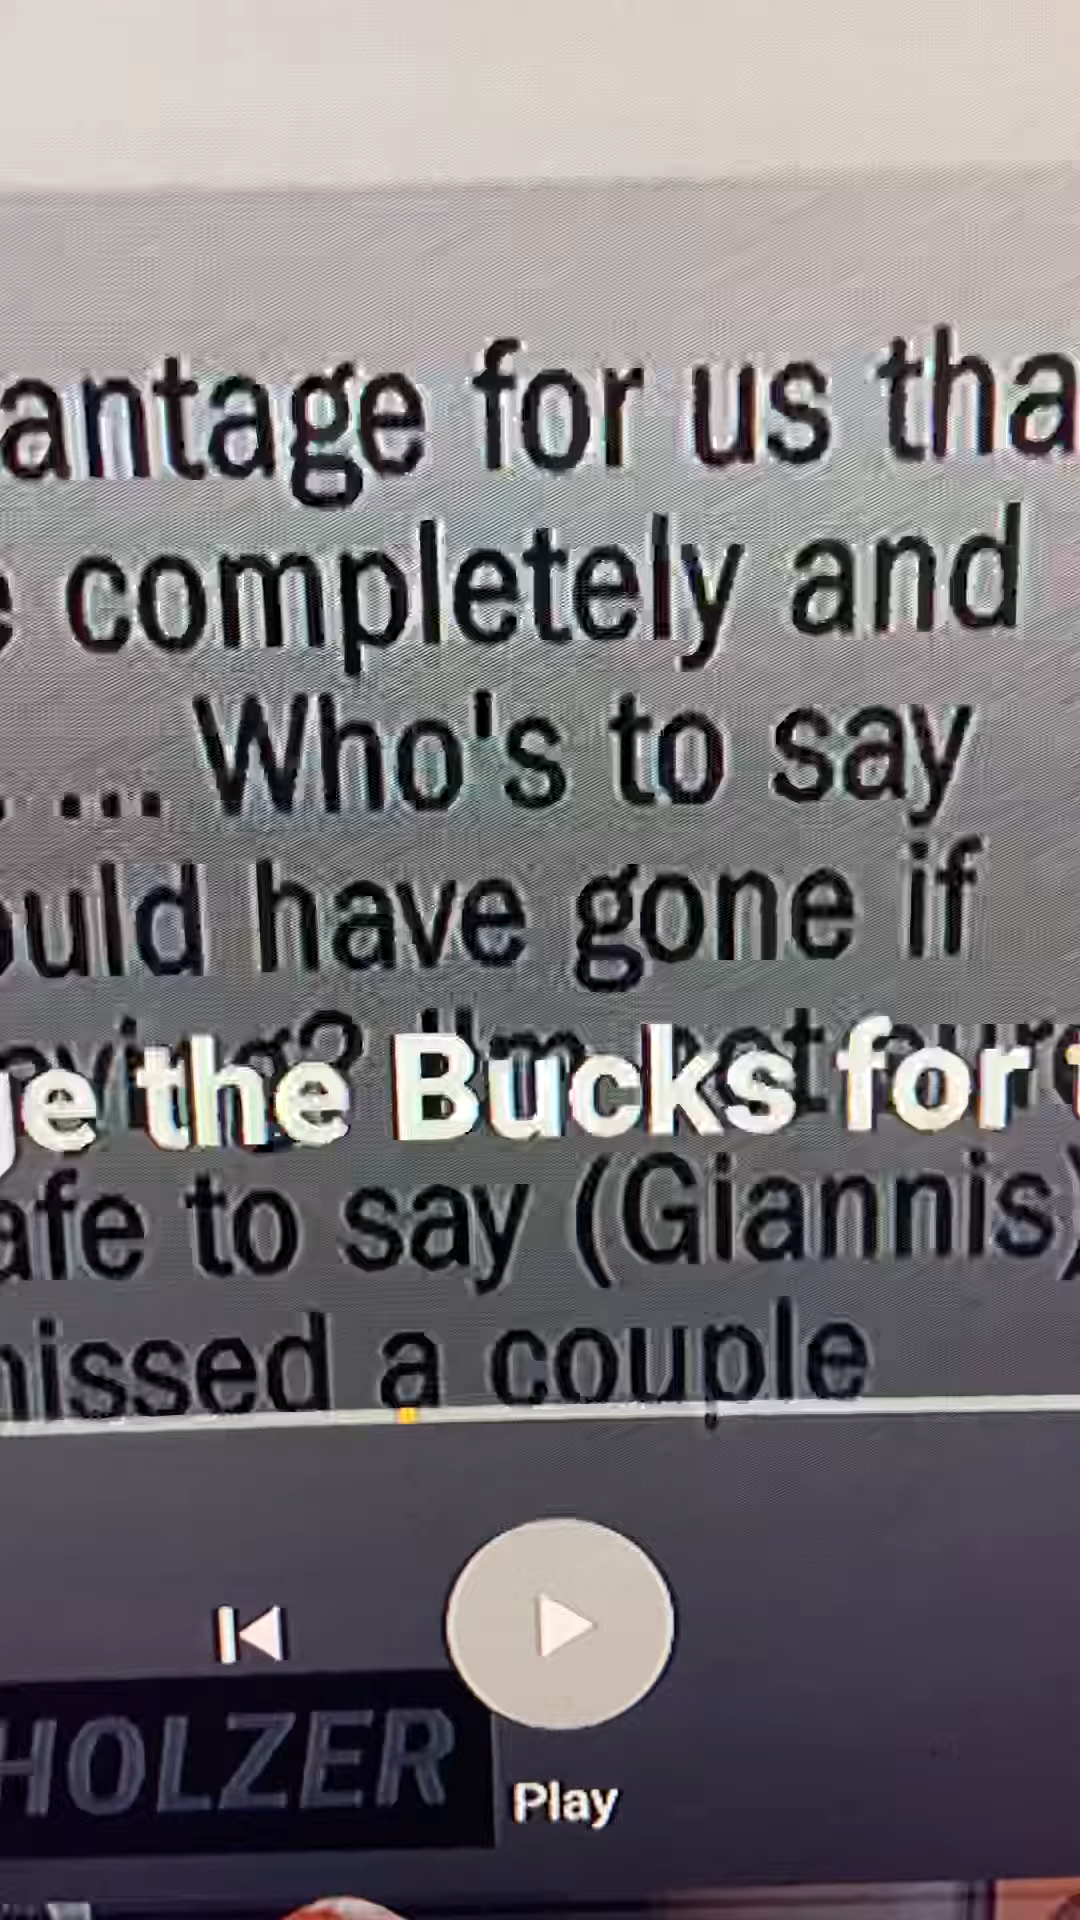 antage for us tha
completely and
... Who's to say
ould have gone if
the Bucks for
afe to say (Giannis)
issed a couple
HOLZER
Play